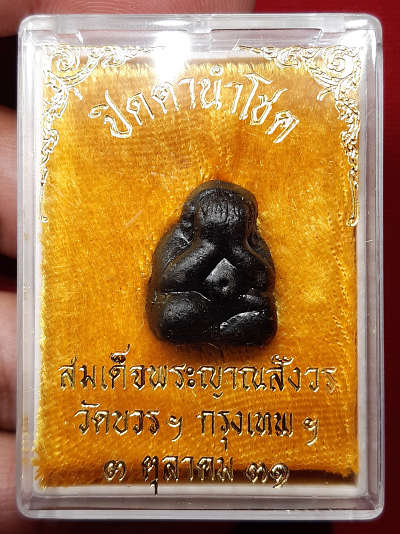 ปิดตานำโชค
สมเด็จพระญาณสังวร
วัดบวรฯ กรุงเทพฯ
๓ ตุลาคม ๓๑